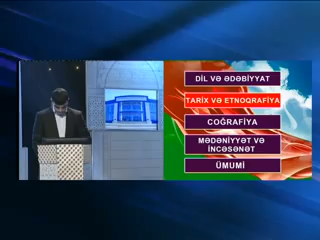 DİL VƏ ƏDƏBİYYAT
TARİX VƏ ETNOQRAFİYA
COĞRAFİYA
MƏDƏNİYYƏT VƏ
İNCƏSƏNƏT
ÜMUMİ